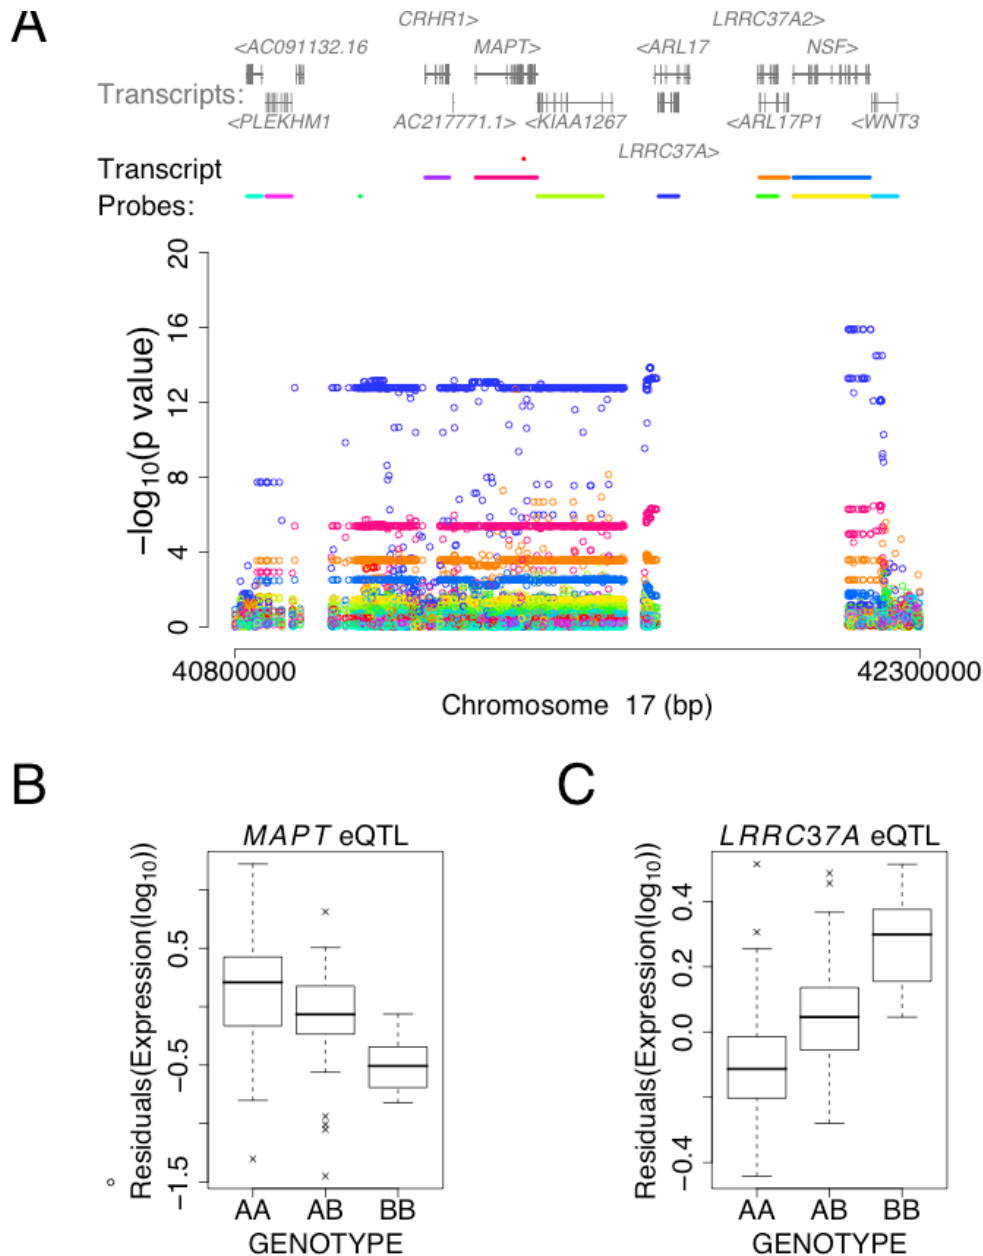 A
CRHR1> LRRC37A2>
<AC091132.16 MAPT> <ARL17 NSF>
Transcripts:
<PLEKHM1 AC217771.1> <KIAA1267 <ARL17P1 <WNT3
LRRC37A>
Transcript
Probes:
−log10(p value)
20
16
12
8
4
0
40800000 42300000
Chromosome 17 (bp)
B
MAPT eQTL
Residuals(Expression(log10))
0.5
−0.5
−1.5
AA AB BB
GENOTYPE
C
LRRC37A eQTL
Residuals(Expression(log10))
0.4
0.2
0.0
−0.4
AA AB BB
GENOTYPE